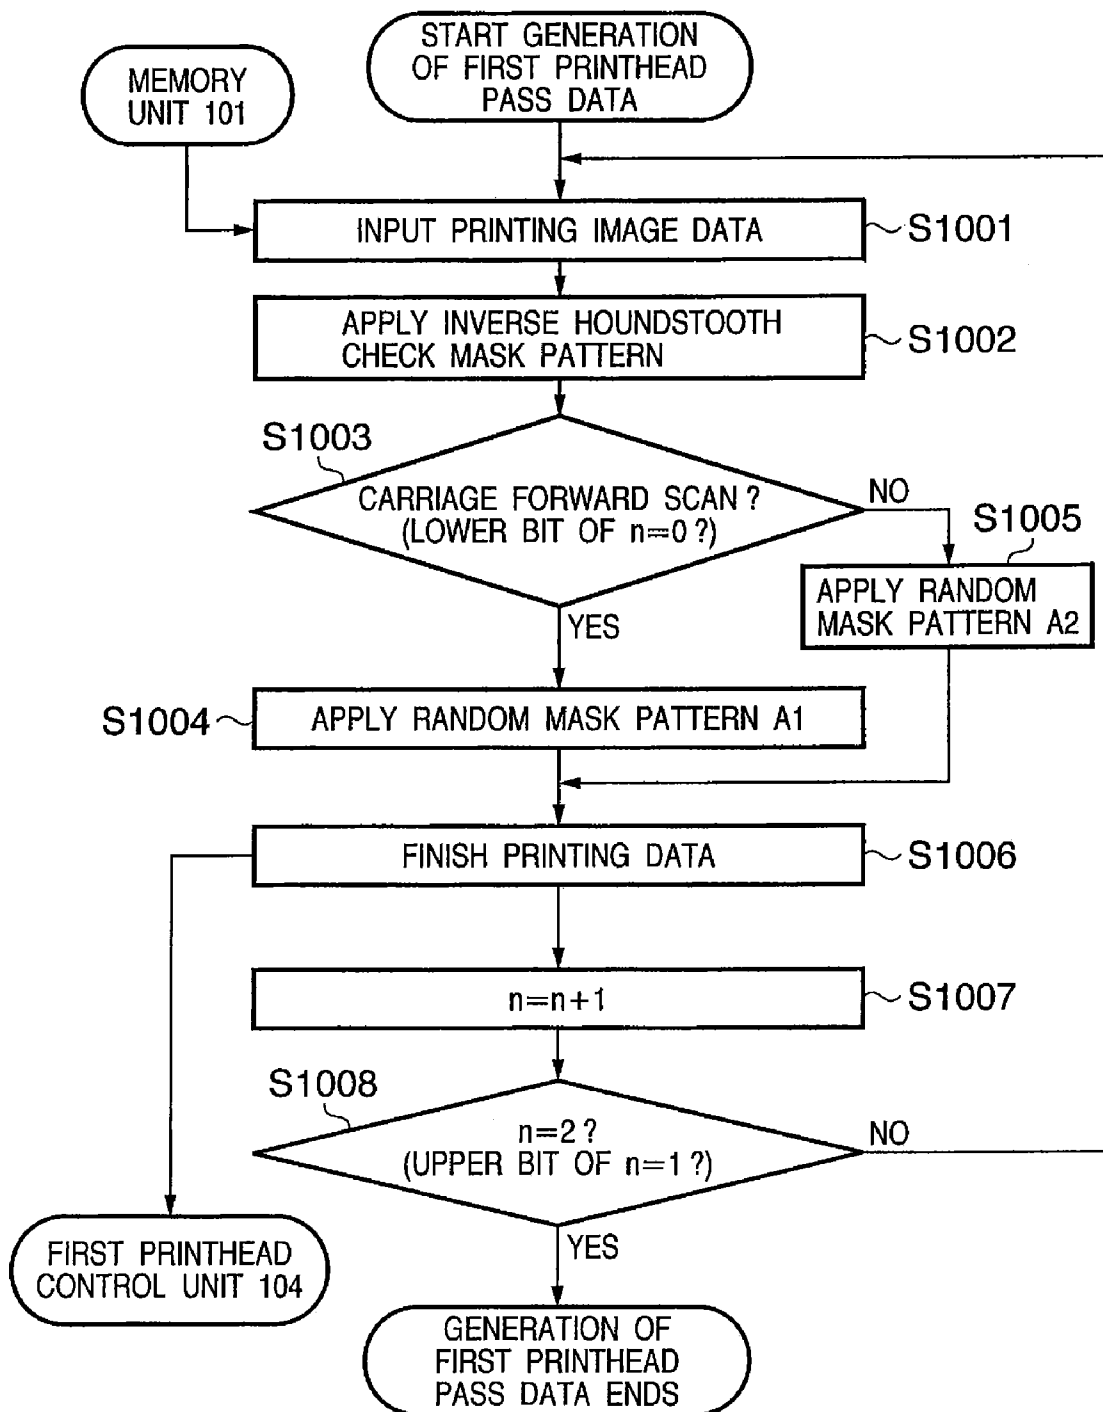 START GENERATION
OF FIRST PRINTHEAD
PASS DATA
MEMORY
UNIT 101
INPUT PRINTING IMAGE DATA
S1001
APPLY INVERSE HOUNDSTOOTH
CHECK MASK PATTERN
S1002
S1003
CARRIAGE FORWARD SCAN?
(LOWER BIT OF n=0?)
NO
S1005
APPLY RANDOM
MASK PATTERN A2
YES
S1004
APPLY RANDOM MASK PATTERN A1
FINISH PRINTING DATA
S1006
n=n+1
S1007
S1008
n=2?
(UPPER BIT OF n=1?)
NO
YES
FIRST PRINTHEAD
CONTROL UNIT 104
GENERATION OF
FIRST PRINTHEAD
PASS DATA ENDS